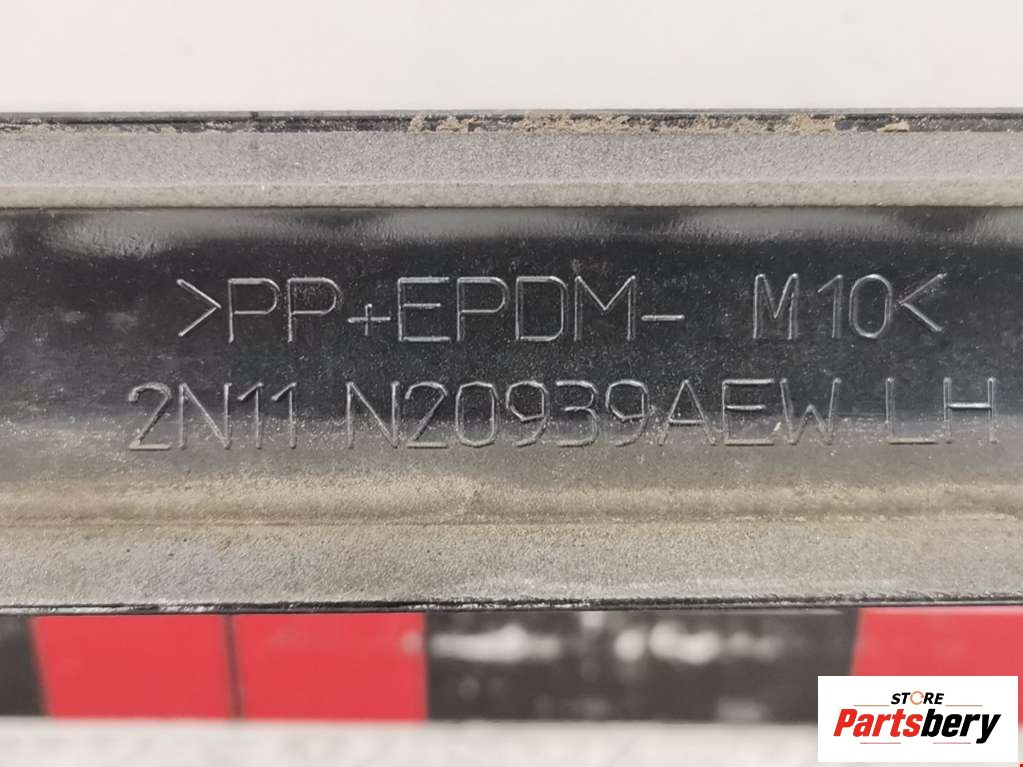 >PP+EPDM- M10<
2N11 N20939AEW LH
STORE
Partsbery